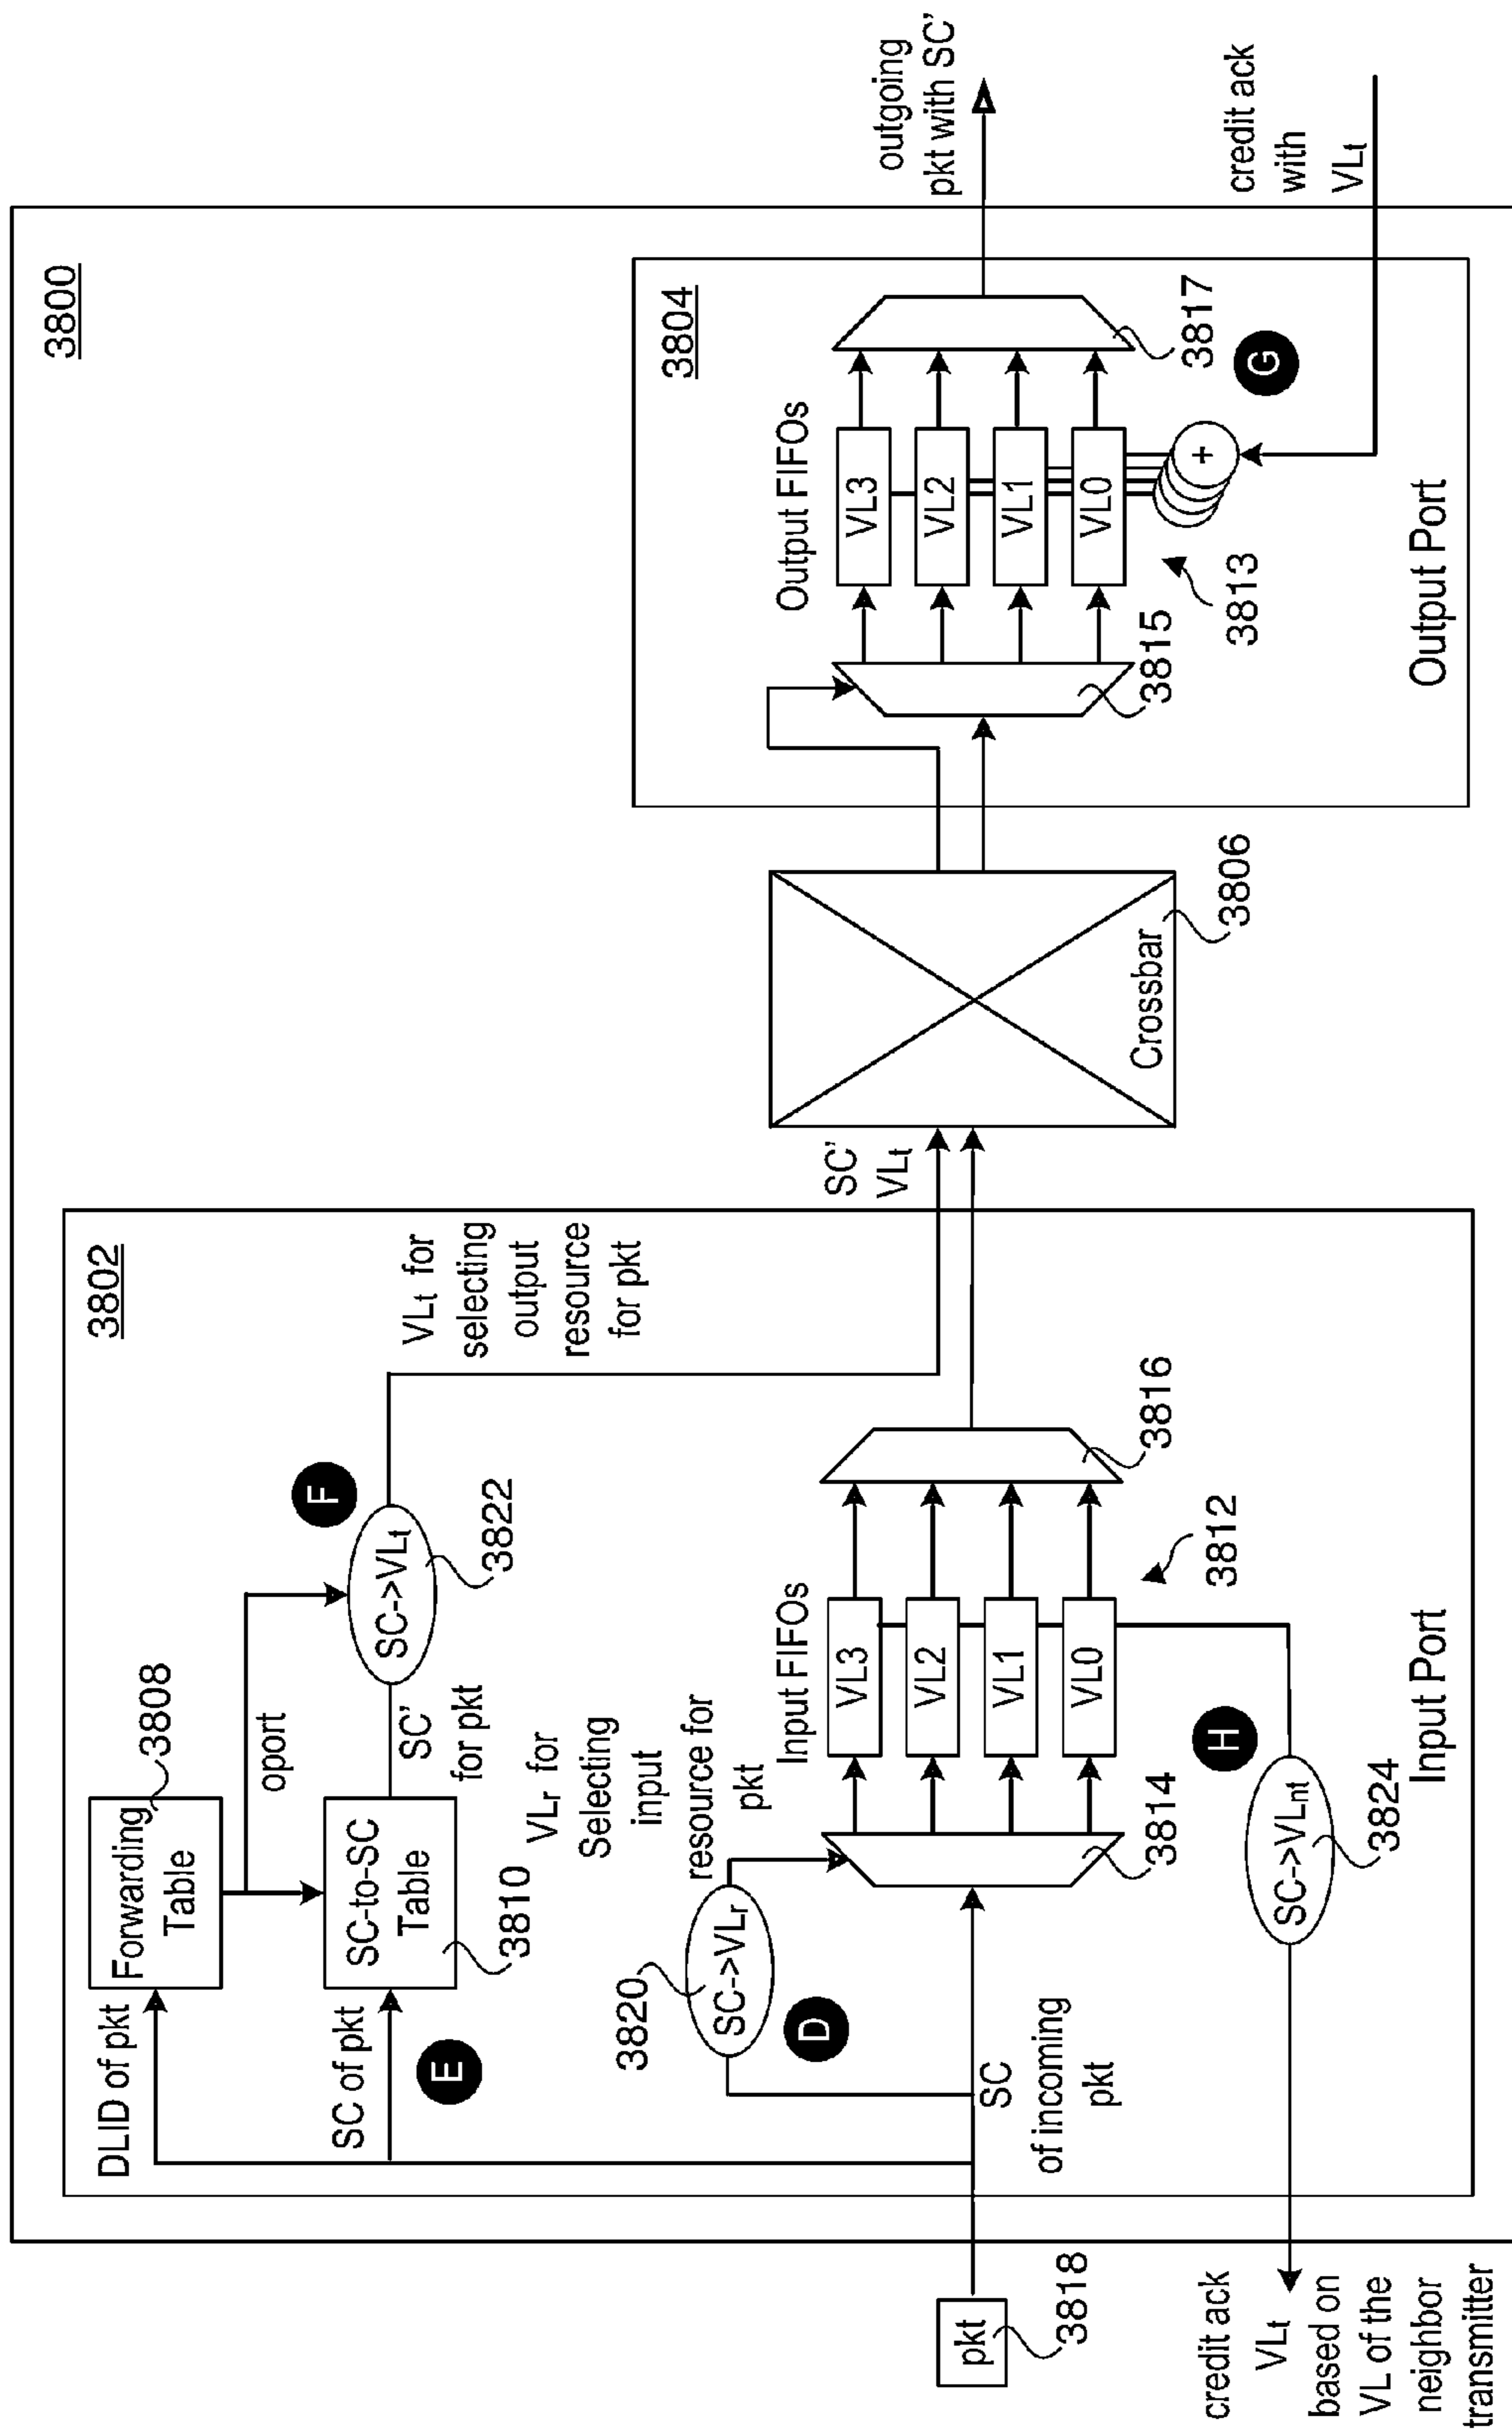 3800
3802
DLID of pkt
Forwarding
Table
3808
oport
SC of pkt
E
SC-to-SC
Table
3810
SC'
for pkt
F
SC->VLt
3822
VLt for
selecting
output
resource
for pkt
3820
SC->VLr
D
VLr for
Selecting
input
resource for
pkt
SC
of incoming
pkt
pkt
3818
Input FIFOs
VL3
VL2
VL1
VL0
3814
3812
3816
H
SC->VLnt
3824
Input Port
credit ack
VLt
based on
VL of the
neighbor
transmitter
SC'
VLt
Crossbar
3806
3804
Output FIFOs
VL3
VL2
VL1
VL0
3815
3813
+
3817
G
Output Port
outgoing
pkt with SC'
credit ack
with
VLt